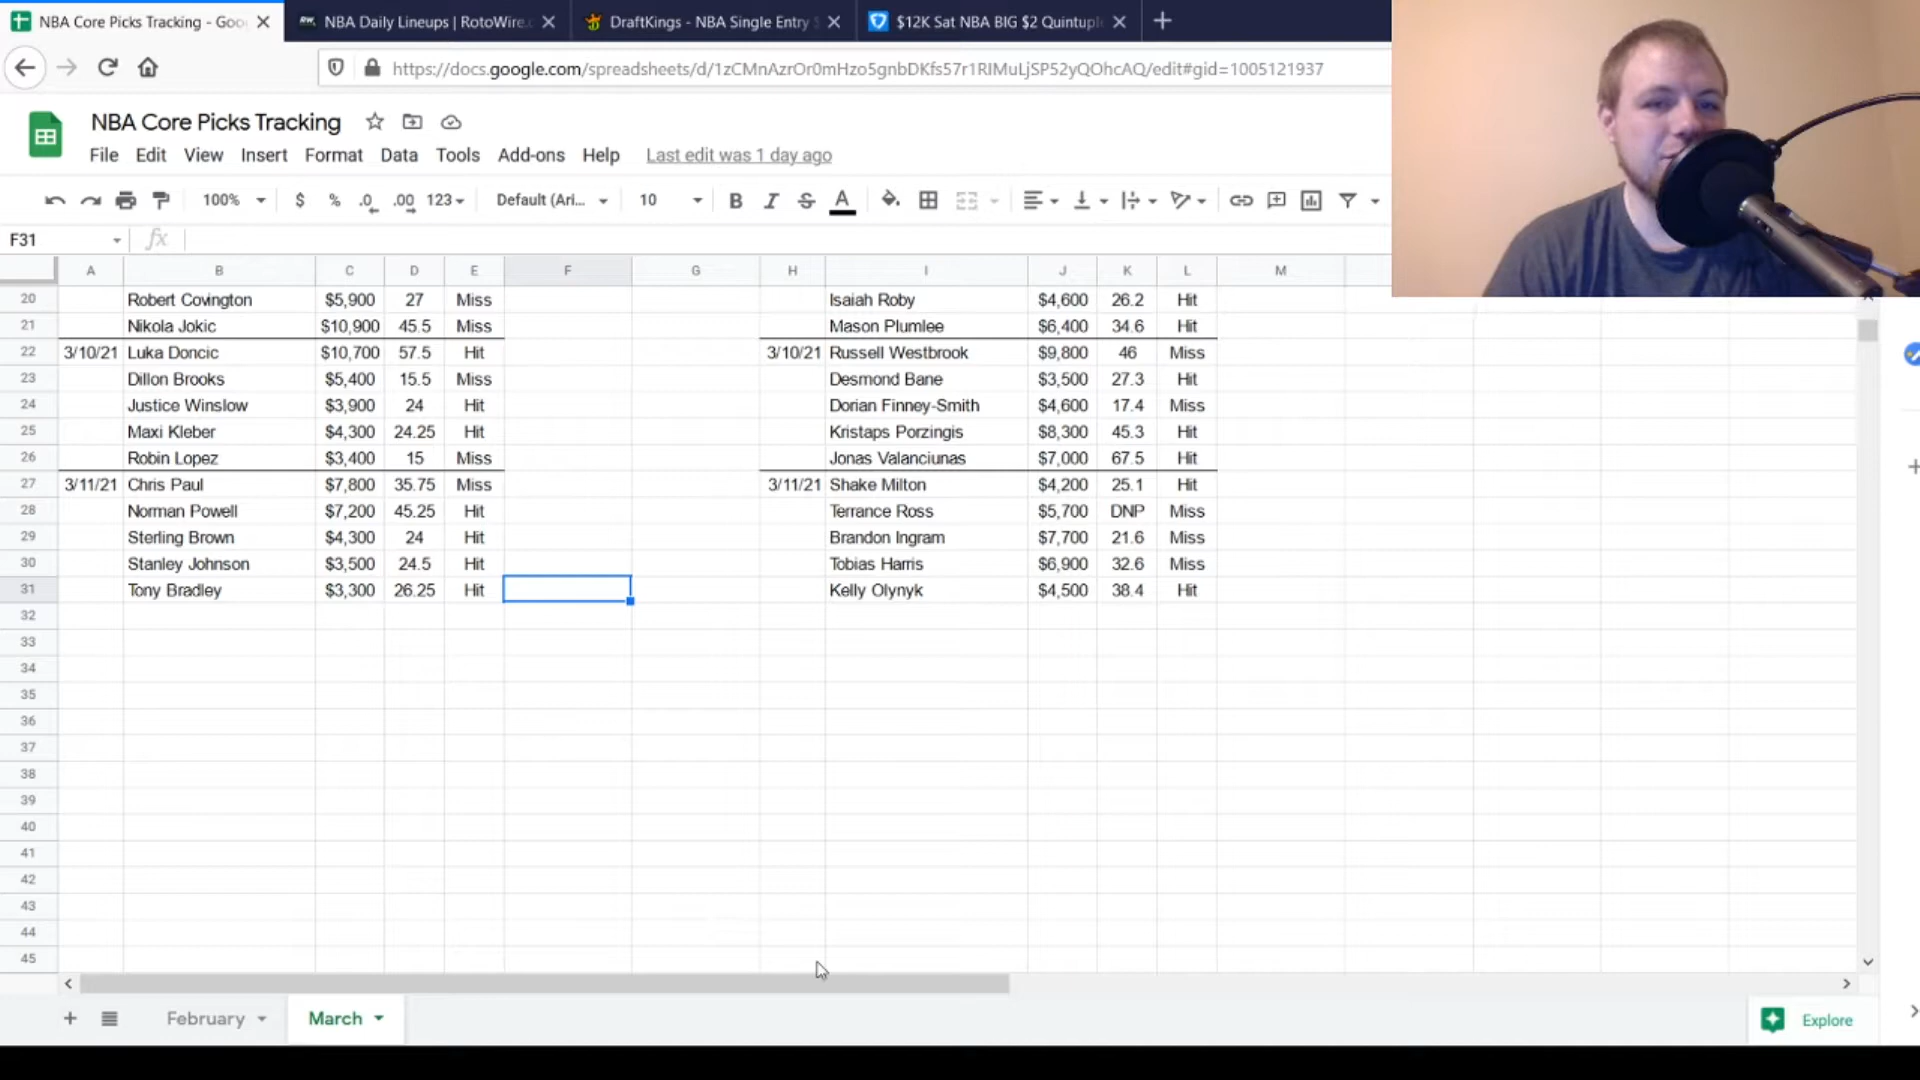 NBA Core Picks Tracking - Goo
NBA Daily Lineups | RotoWire.c
DraftKings - NBA Single Entry
$12K Sat NBA BIG $2 Quintupl
https://docs.google.com/spreadsheets/d/1zCMnAzrOr0mHzo5gnbDKfs57r1RIMuLjSP52yQOhcAQ/edit#gid=1005121937
NBA Core Picks Tracking
File Edit View Insert Format Data Tools Add-ons Help Last edit was 1 day ago
100% $ % .0 .00 123 Default (Ari... 10 B I S A
F31 fx
A B C D E F G H I J K L M
20 Robert Covington $5,900 27 Miss Isaiah Roby $4,600 26.2 Hit
21 Nikola Jokic $10,900 45.5 Miss Mason Plumlee $6,400 34.6 Hit
22 3/10/21 Luka Doncic $10,700 57.5 Hit 3/10/21 Russell Westbrook $9,800 46 Miss
23 Dillon Brooks $5,400 15.5 Miss Desmond Bane $3,500 27.3 Hit
24 Justice Winslow $3,900 24 Hit Dorian Finney-Smith $4,600 17.4 Miss
25 Maxi Kleber $4,300 24.25 Hit Kristaps Porzingis $8,300 45.3 Hit
26 Robin Lopez $3,400 15 Miss Jonas Valanciunas $7,000 67.5 Hit
27 3/11/21 Chris Paul $7,800 35.75 Miss 3/11/21 Shake Milton $4,200 25.1 Hit
28 Norman Powell $7,200 45.25 Hit Terrance Ross $5,700 DNP Miss
29 Sterling Brown $4,300 24 Hit Brandon Ingram $7,700 21.6 Miss
30 Stanley Johnson $3,500 24.5 Hit Tobias Harris $6,900 32.6 Miss
31 Tony Bradley $3,300 26.25 Hit Kelly Olynyk $4,500 38.4 Hit
32
33
34
35
36
37
38
39
40
41
42
43
44
45
February March Explore